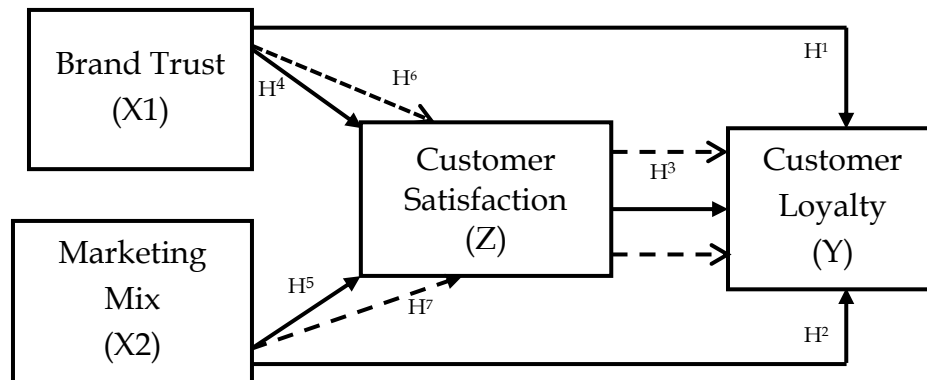 Brand Trust
(X1)
H¹
H⁴
H⁶
Customer
Satisfaction
(Z)
H³
Customer
Loyalty
(Y)
Marketing
Mix
(X2)
H⁵
H⁷
H²